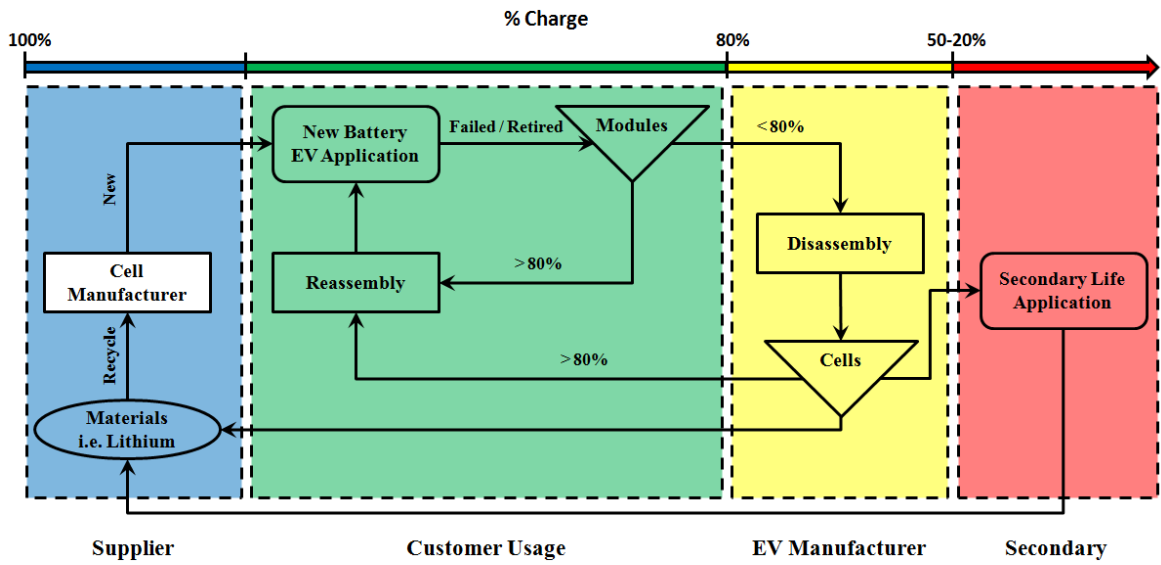 % Charge
100%
80%
50-20%
New Battery
EV Application
Failed / Retired
Modules
<80%
New
Cell
Manufacturer
Reassembly
>80%
Disassembly
Secondary Life
Application
Recycle
>80%
Cells
Materials
i.e. Lithium
Supplier
Customer Usage
EV Manufacturer
Secondary